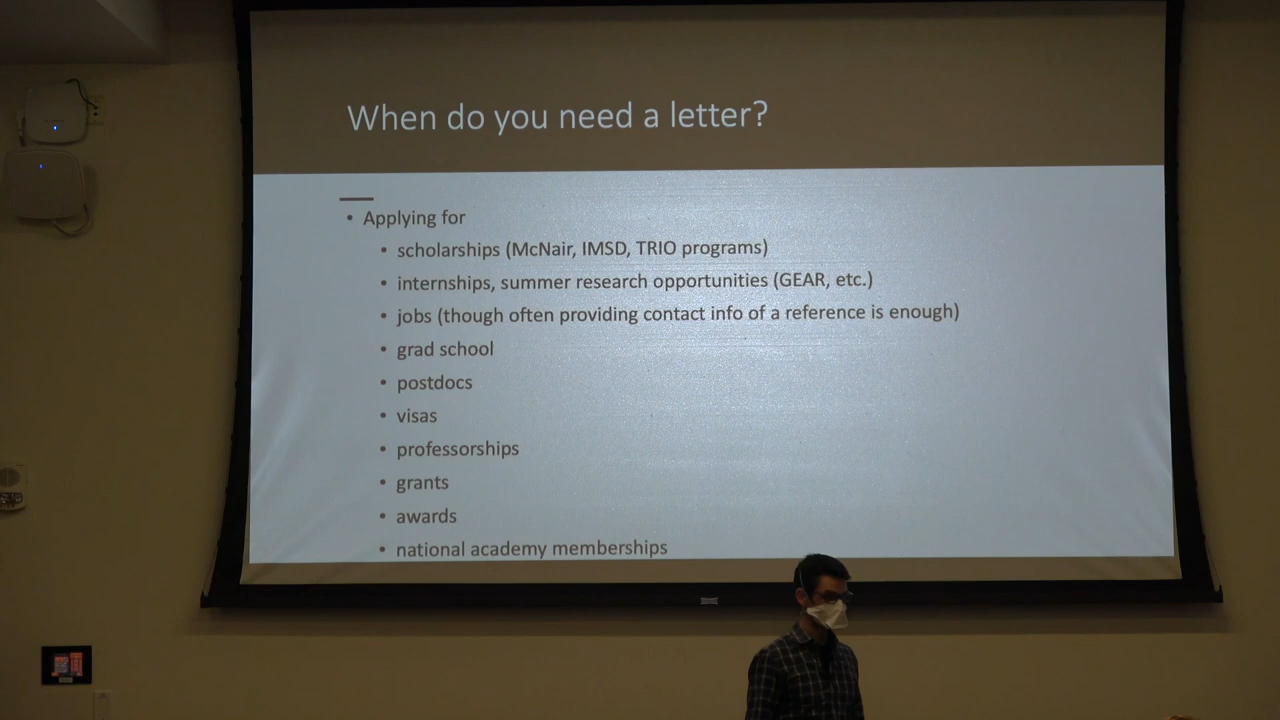 When do you need a letter?
• Applying for
• scholarships (McNair, IMSD, TRIO programs)
• internships, summer research opportunities (GEAR, etc.)
• jobs (though often providing contact info of a reference is enough)
• grad school
• postdocs
• visas
• professorships
• grants
• awards
• national academy memberships